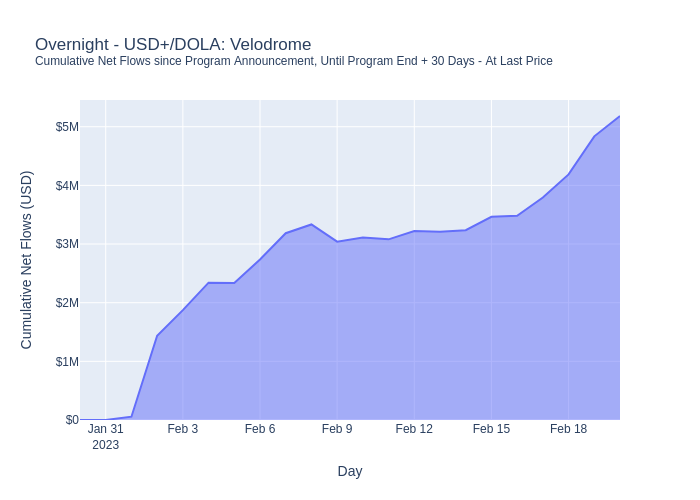 Overnight - USD+/DOLA: Velodrome
Cumulative Net Flows since Program Announcement, Until Program End + 30 Days - At Last Price
$5M
$4M
$3M
$2M
$1M
$0
Cumulative Net Flows (USD)
Jan 31 Feb 3 Feb 6 Feb 9 Feb 12 Feb 15 Feb 18
2023
Day